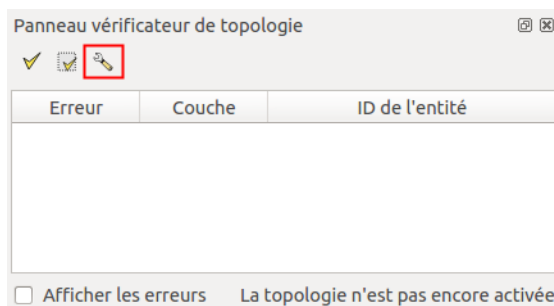 Panneau vérificateur de topologie
Erreur Couche ID de l'entité
Afficher les erreurs La topologie n'est pas encore activée